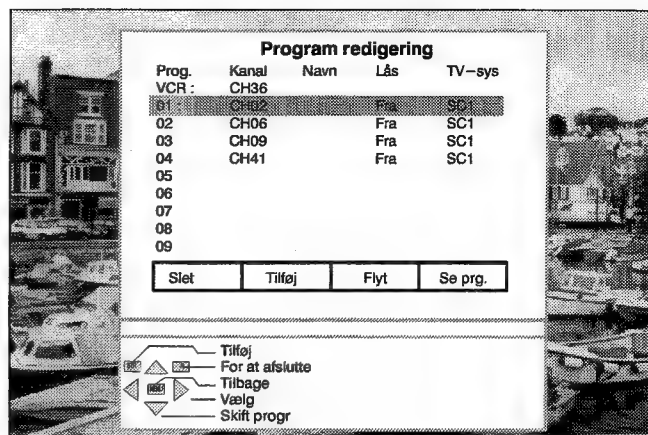 Program redigering
Prog. Kanal Navn Lås TV-sys
VCR : CH36
01 : CH02 Fra SC1
02 CH06 Fra SC1
03 CH09 Fra SC1
04 CH41 Fra SC1
05
06
07
08
09
Slet Tilføj Flyt Se prg.
Tilføj
For at afslutte
Tilbage
Vælg
Skift progr